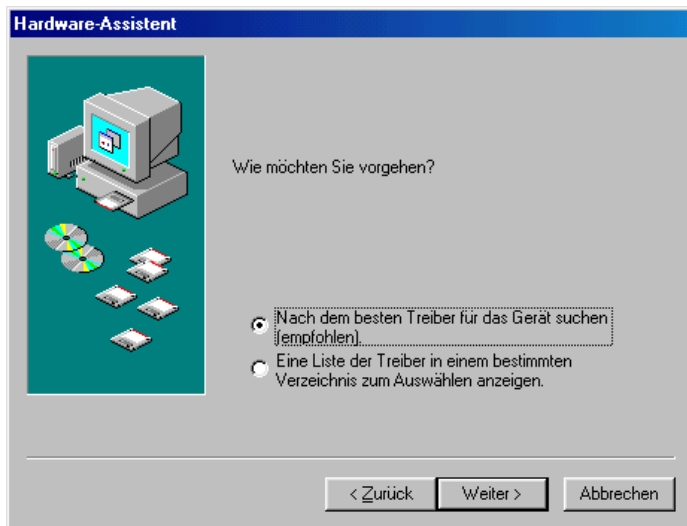 Hardware-Assistent
Wie möchten Sie vorgehen?
Nach dem besten Treiber für das Gerät suchen
(empfohlen).
Eine Liste der Treiber in einem bestimmten
Verzeichnis zum Auswählen anzeigen.
< Zurück
Weiter >
Abbrechen